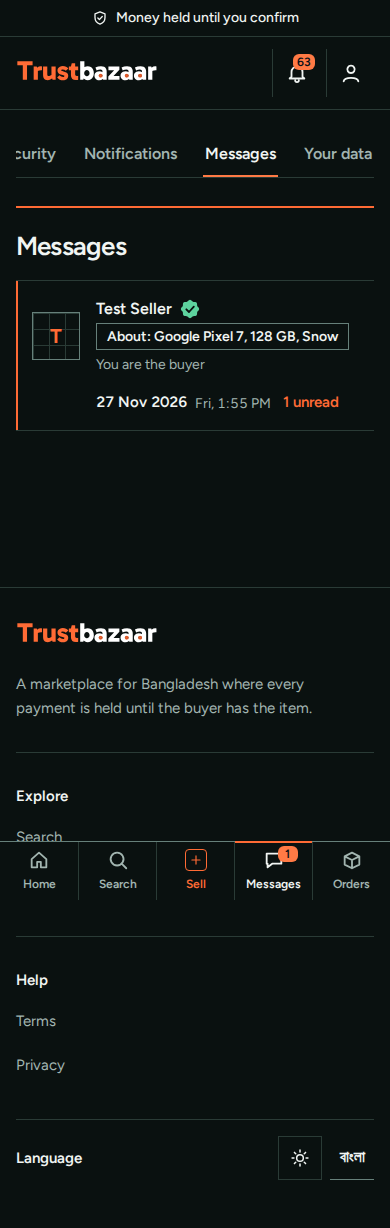 Money held until you confirm
Trustbazaar
63
curity Notifications Messages Your data
Messages
T
Test Seller
About: Google Pixel 7, 128 GB, Snow
You are the buyer
27 Nov 2026 Fri, 1:55 PM 1 unread
Trustbazaar
A marketplace for Bangladesh where every
payment is held until the buyer has the item.
Explore
Search
1
Home Search Sell Messages Orders
Help
Terms
Privacy
Language বাংলা